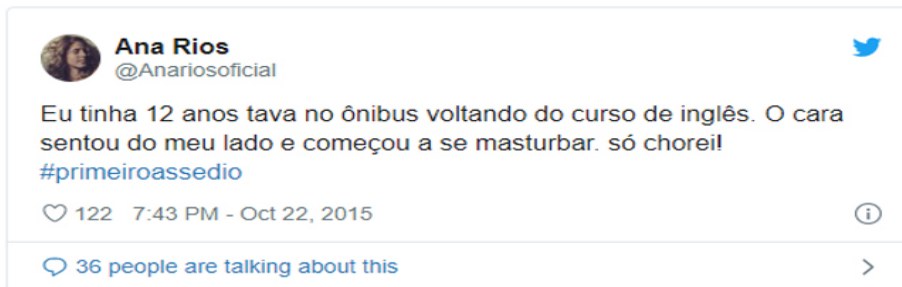 Ana Rios
@Anariosoficial
Eu tinha 12 anos tava no ônibus voltando do curso de inglês. O cara
sentou do meu lado e começou a se masturbar. só chorei!
#primeiroassedio
122 7:43 PM - Oct 22, 2015
36 people are talking about this